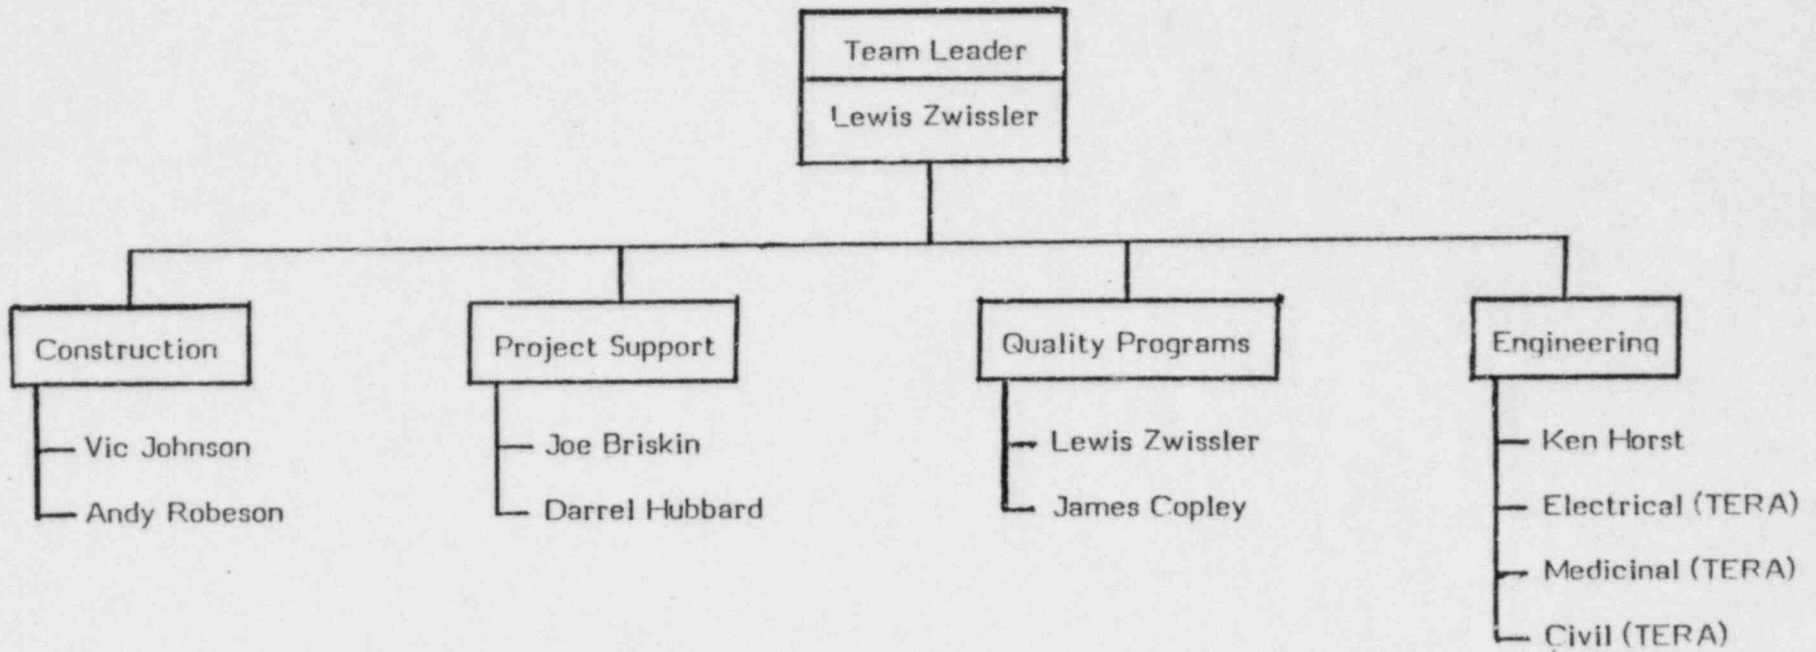 Team Leader
Lewis Zwissler
Construction
Vic Johnson
Andy Robeson
Project Support
Joe Briskin
Darrel Hubbard
Quality Programs
Lewis Zwissler
James Copley
Engineering
Ken Horst
Electrical (TERA)
Medicinal (TERA)
Civil (TERA)